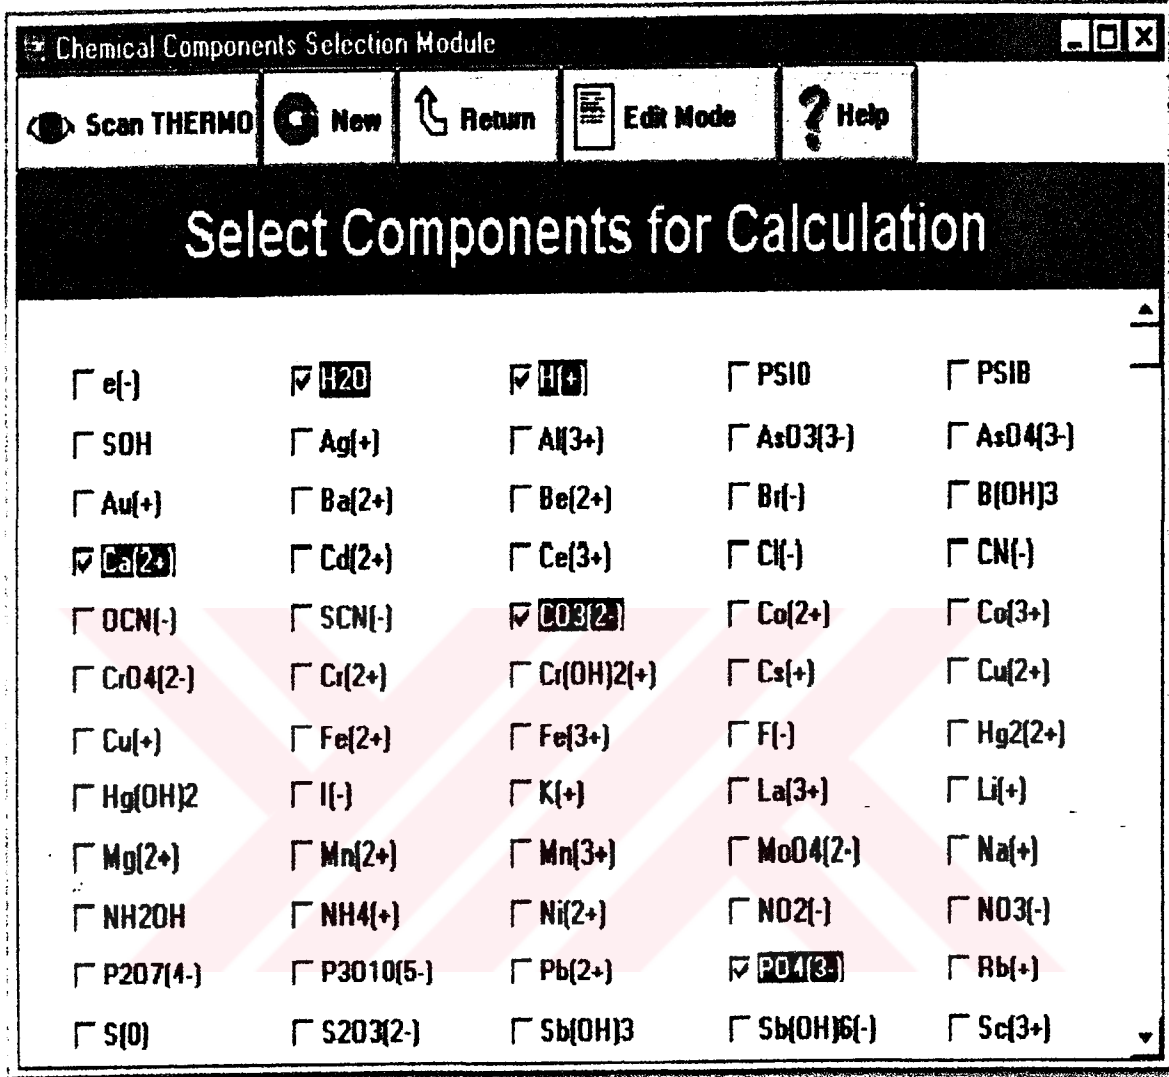 Chemical Components Selection Module
Scan THERMO New Return Edit Mode Help
Select Components for Calculation
e(-) H2O H(+) PSI0 PSIB
SOH Ag(+) Al(3+) AsO3(3-) AsO4(3-)
Au(+) Ba(2+) Be(2+) Br(-) B(OH)3
Ca(2+) Cd(2+) Ce(3+) Cl(-) CN(-)
OCN(-) SCN(-) CO3(2-) Co(2+) Co(3+)
CrO4(2-) Cr(2+) Cr(OH)2(+) Cs(+) Cu(2+)
Cu(+) Fe(2+) Fe(3+) F(-) Hg2(2+)
Hg(OH)2 I(-) K(+) La(3+) Li(+)
Mg(2+) Mn(2+) Mn(3+) MoO4(2-) Na(+)
NH2OH NH4(+) Ni(2+) NO2(-) NO3(-)
P2O7(4-) P3O10(5-) Pb(2+) PO4(3-) Rb(+)
S(0) S2O3(2-) Sb(OH)3 Sb(OH)6(-) Sc(3+)